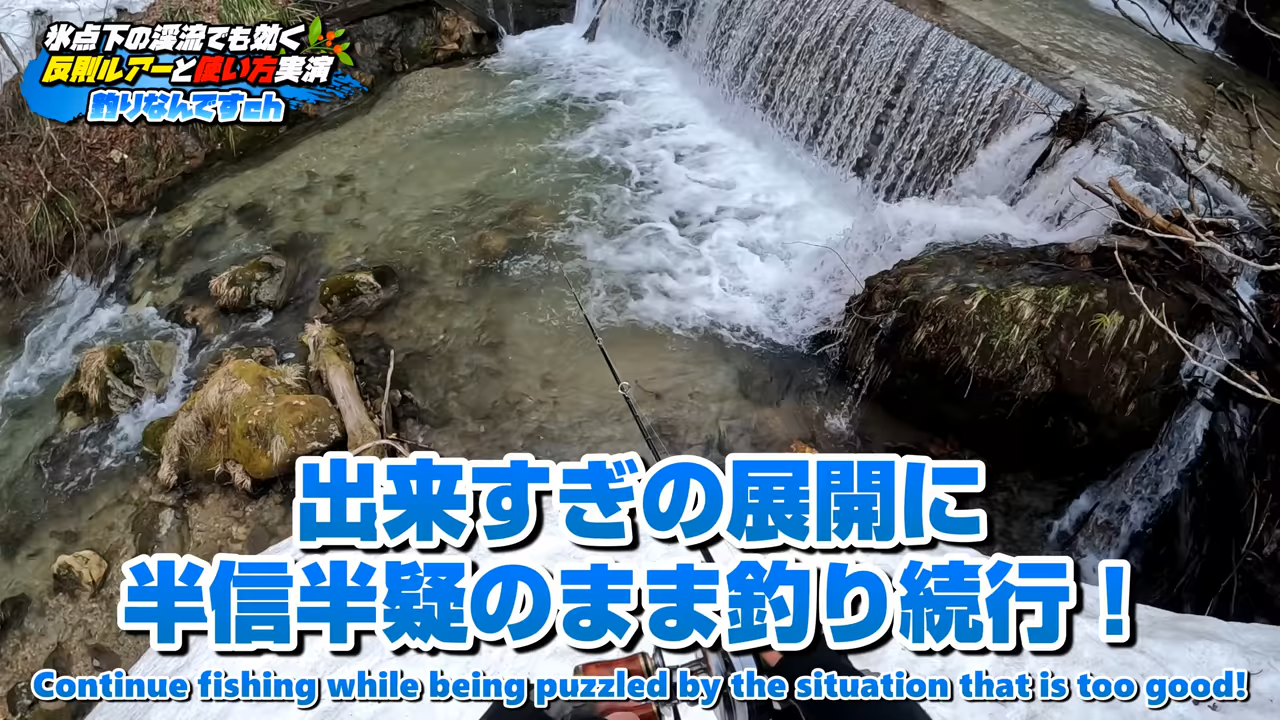 氷点下の渓流でも効く
反則ルアーと使い方実演
釣りなんですch
出来すぎの展開に
半信半疑のまま釣り続行！
Continue fishing while being puzzled by the situation that is too good!